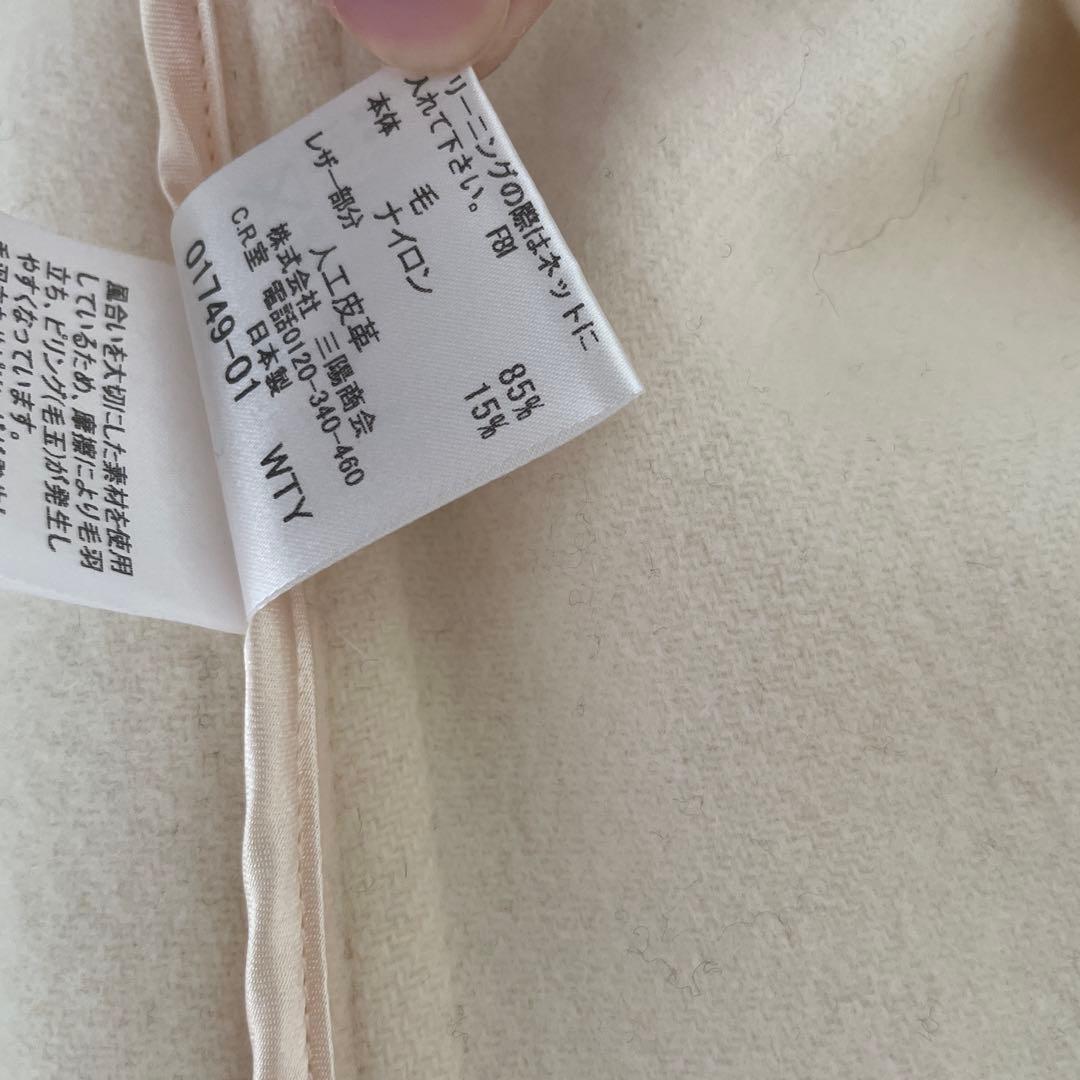 リーニングの際はネットに
入れて下さい。 F81
本体 毛 85%
ナイロン 15%
レザー部分 人工皮革
株式会社 三陽商会
C.R室 電話0120-340-460
日本製
01749-01 WTY
風合いを大切にした素材を使用
しているため、摩擦により毛羽
立ち、ピリング(毛玉)が発生し
やすくなっています。